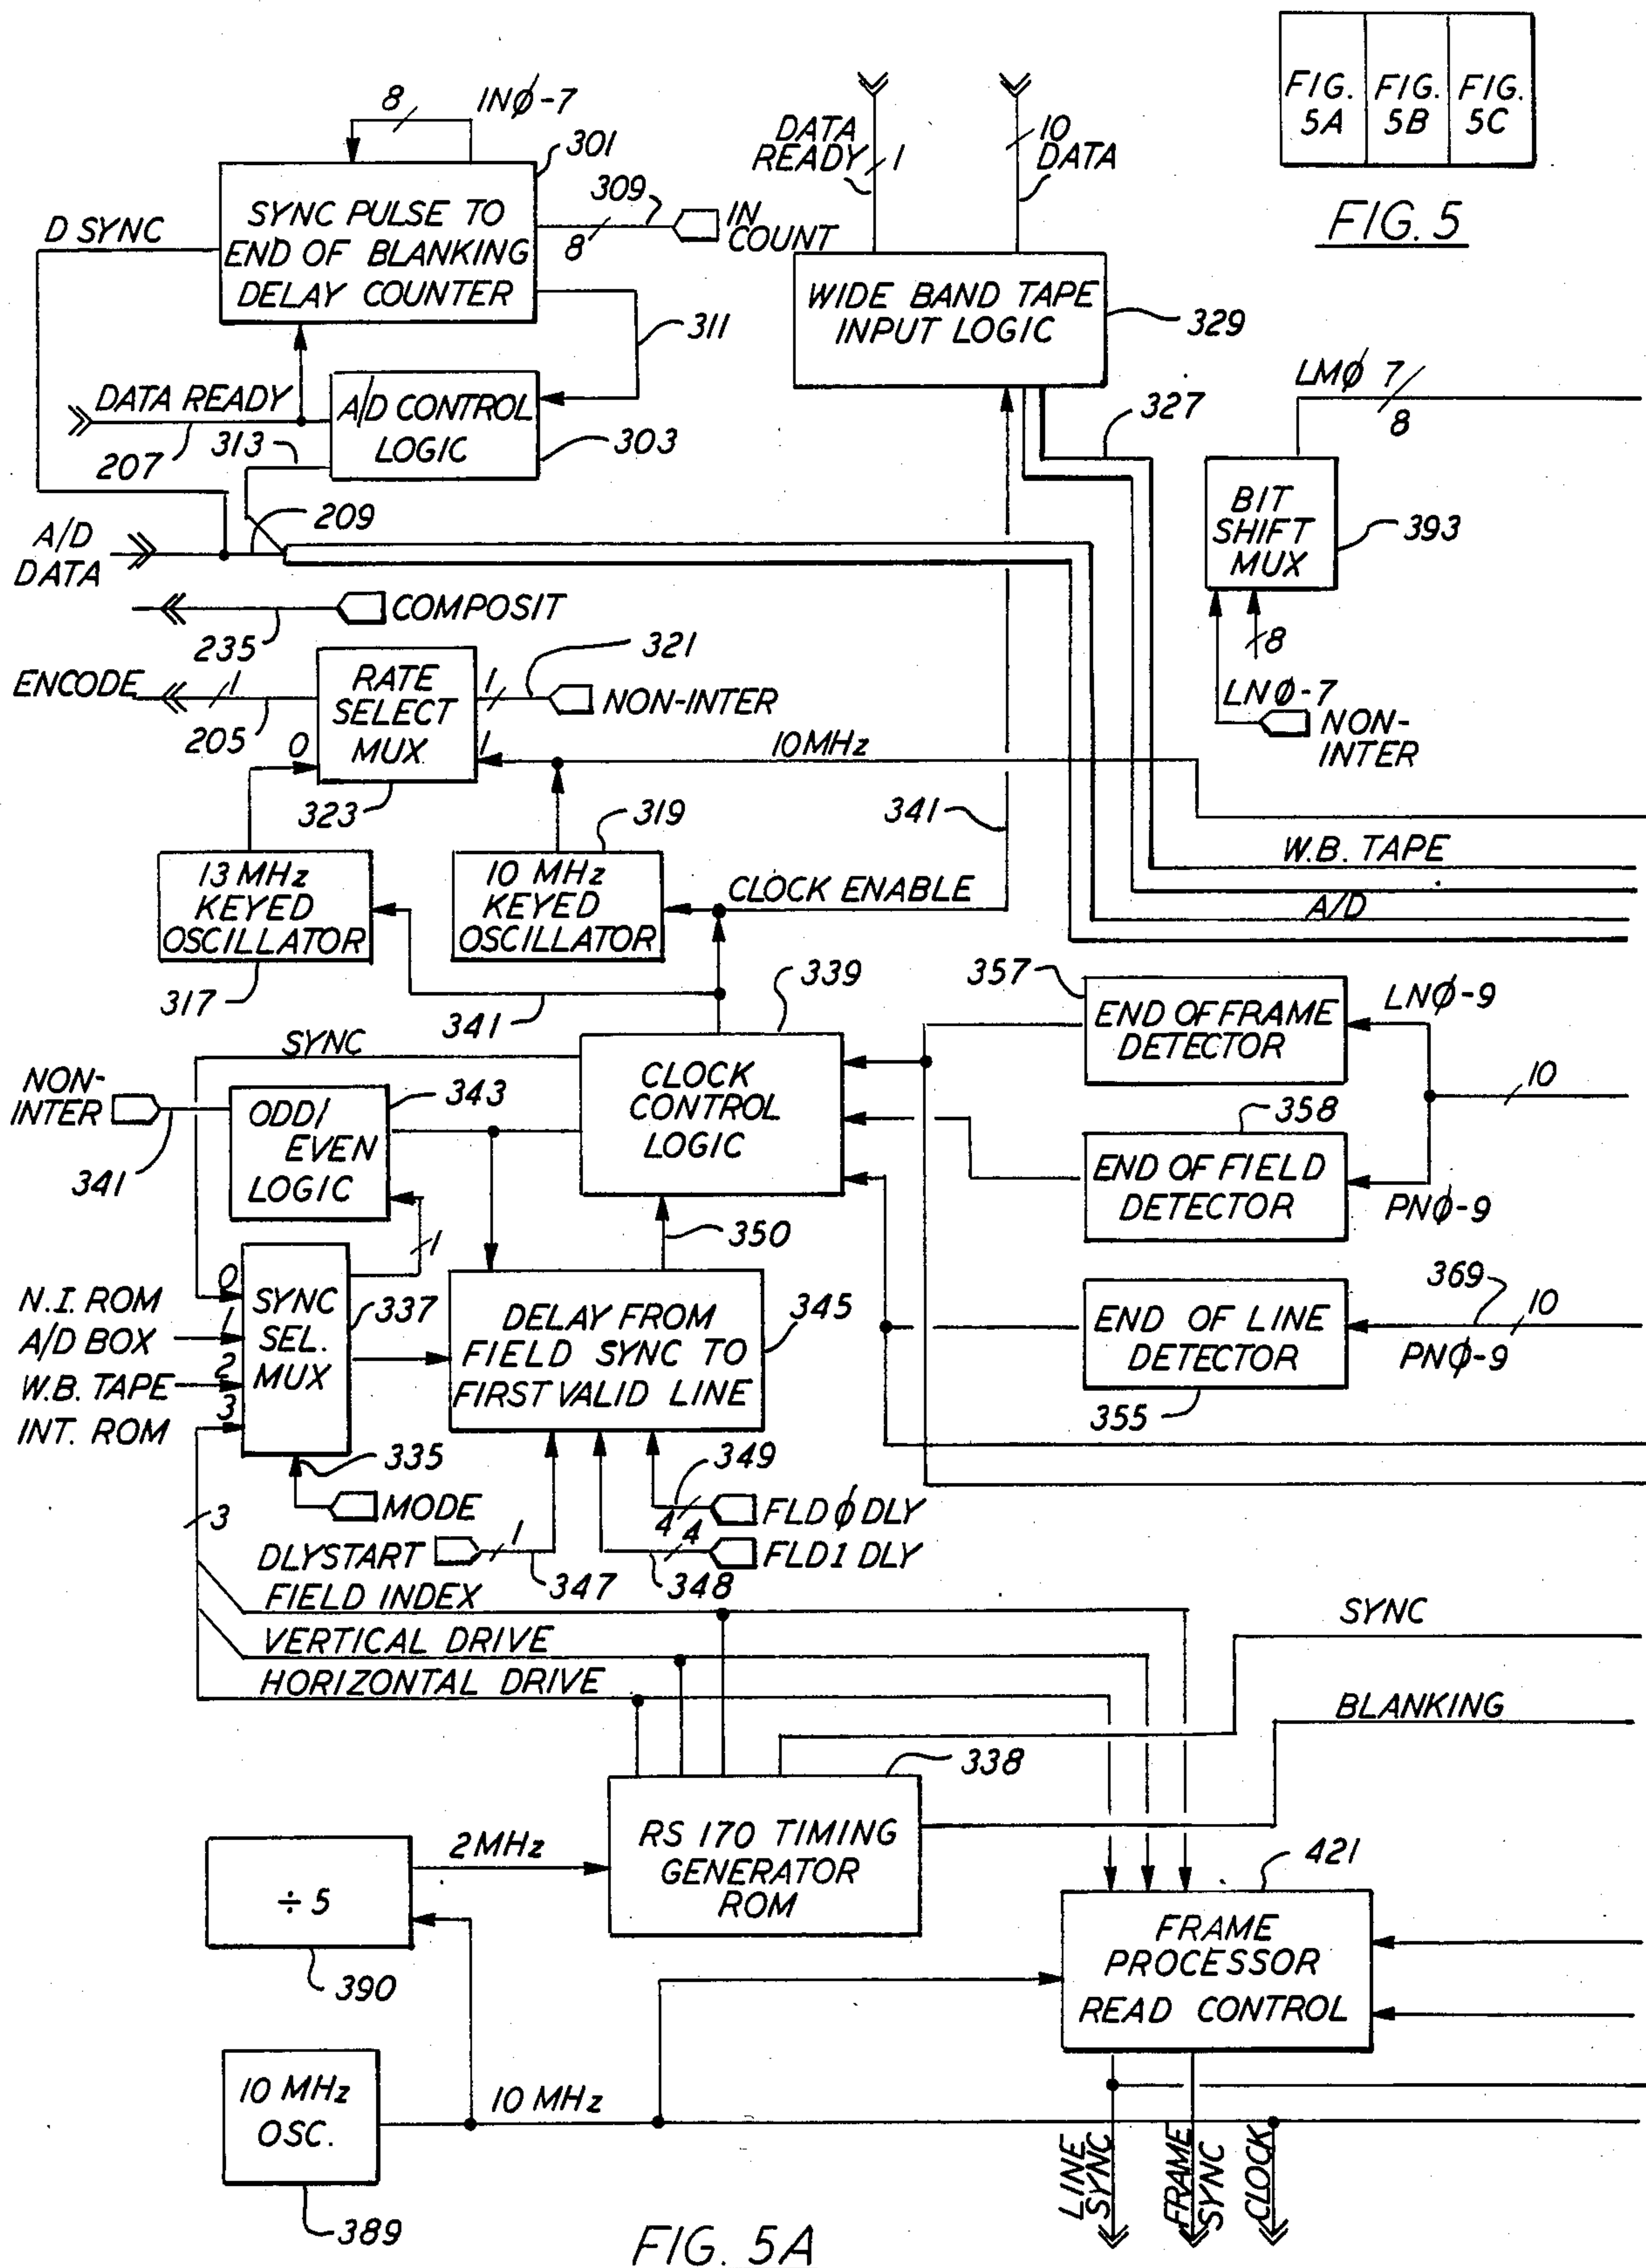 FIG. 5A
FIG. 5B
FIG. 5C
FIG. 5
8
INφ-7
301
SYNC PULSE TO
END OF BLANKING
DELAY COUNTER
D SYNC
309
8
IN
COUNT
311
DATA
READY
1
10
DATA
WIDE BAND TAPE
INPUT LOGIC
329
327
DATA READY
207
313
A/D CONTROL
LOGIC
303
LMφ 7
8
BIT
SHIFT
MUX
393
8
LNφ-7
NON-
INTER
A/D
DATA
209
COMPOSIT
235
ENCODE
1
205
RATE
SELECT
MUX
0
1
1
321
NON-INTER
323
10MHz
341
13 MHz
KEYED
OSCILLATOR
317
319
10 MHz
KEYED
OSCILLATOR
CLOCK ENABLE
W.B. TAPE
A/D
341
339
CLOCK
CONTROL
LOGIC
357
END OF FRAME
DETECTOR
LNφ-9
10
358
END OF FIELD
DETECTOR
PNφ-9
SYNC
NON-
INTER
341
ODD/
EVEN
LOGIC
343
1
350
N.I. ROM
A/D BOX
W.B. TAPE
INT. ROM
0
1
2
3
SYNC
SEL.
MUX
337
DELAY FROM
FIELD SYNC TO
FIRST VALID LINE
345
END OF LINE
DETECTOR
355
369
10
PNφ-9
335
MODE
3
349
4
FLD φ DLY
4
FLD1 DLY
DLYSTART
1
347
348
FIELD INDEX
VERTICAL DRIVE
HORIZONTAL DRIVE
SYNC
BLANKING
338
RS 170 TIMING
GENERATOR
ROM
2MHz
÷5
390
421
FRAME
PROCESSOR
READ CONTROL
10 MHz
OSC.
389
10 MHz
LINE
SYNC
FRAME
SYNC
CLOCK
FIG. 5A